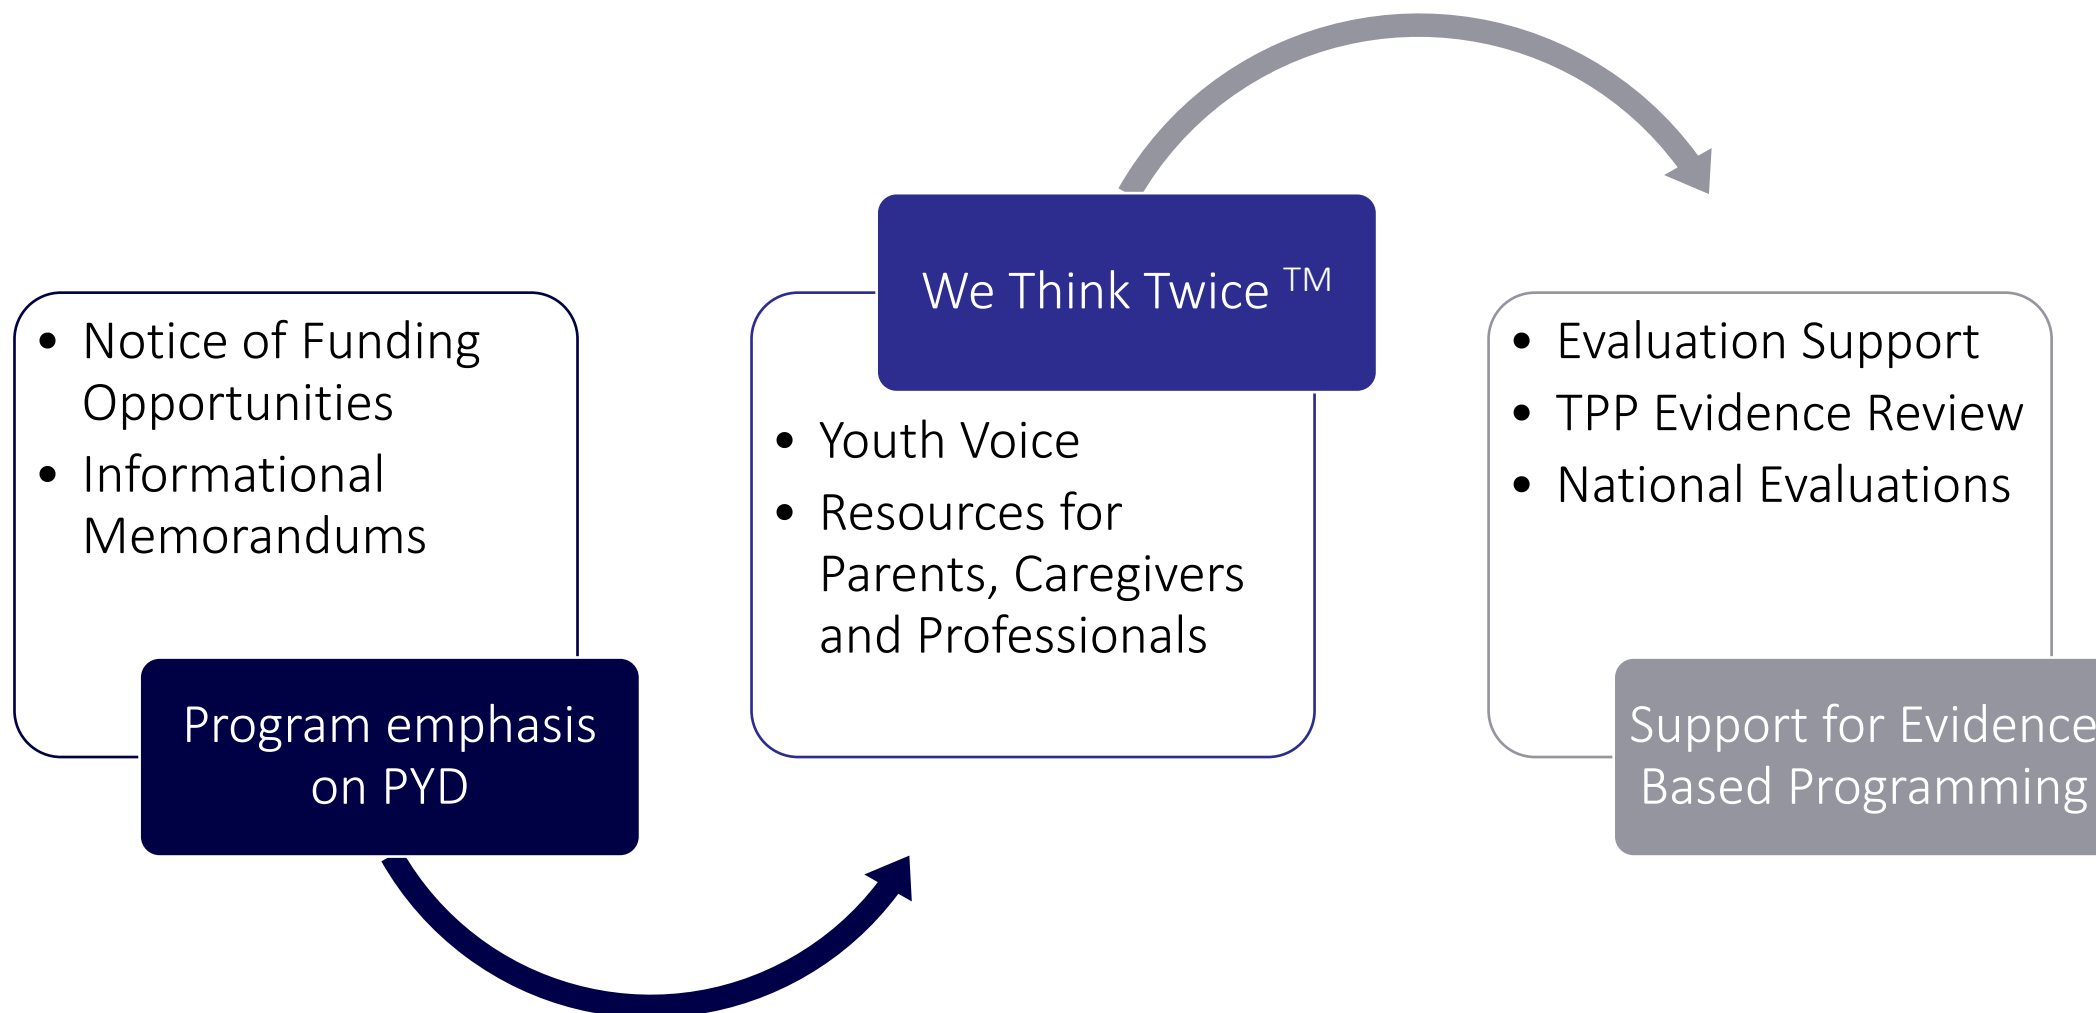 • Notice of Funding
Opportunities
• Informational
Memorandums
Program emphasis
on PYD
We Think Twice ™
• Youth Voice
• Resources for
Parents, Caregivers
and Professionals
• Evaluation Support
• TPP Evidence Review
• National Evaluations
Support for Evidence
Based Programming